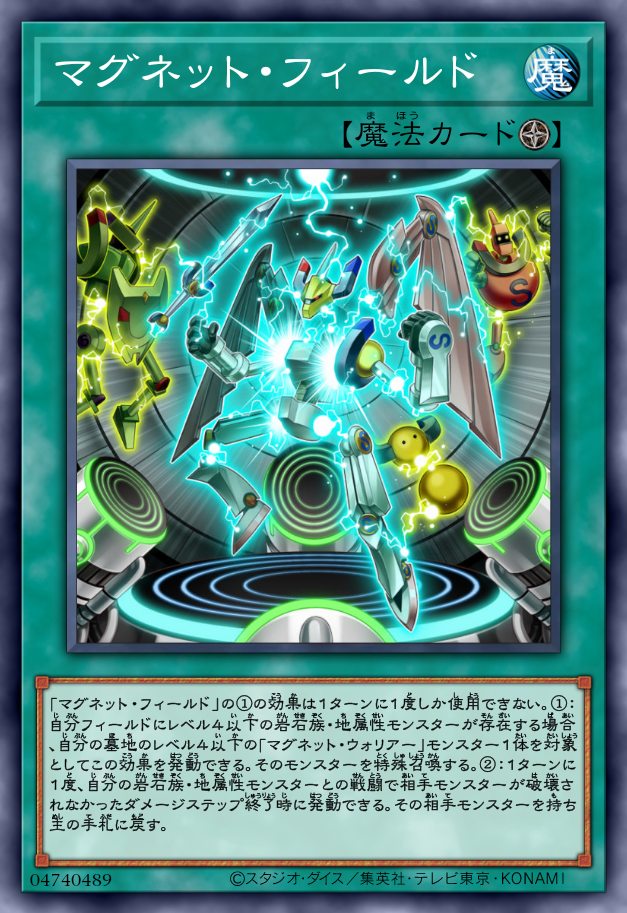 マグネット・フィールド
魔
【魔法カード】
S
S
「マグネット・フィールド」の①の効果は1ターンに1度しか使用できない。①：
自分フィールドにレベル4以下の岩石族・地属性モンスターが存在する場合
、自分の墓地のレベル4以下の「マグネット・ウォリアー」モンスター1体を対象
としてこの効果を発動できる。そのモンスターを特殊召喚する。②：1ターンに
1度、自分の岩石族・地属性モンスターとの戦闘で相手モンスターが破壊さ
れなかったダメージステップ終了時に発動できる。その相手モンスターを持ち
主の手札に戻す。
04740489 ©スタジオ・ダイス／集英社・テレビ東京・KONAMI